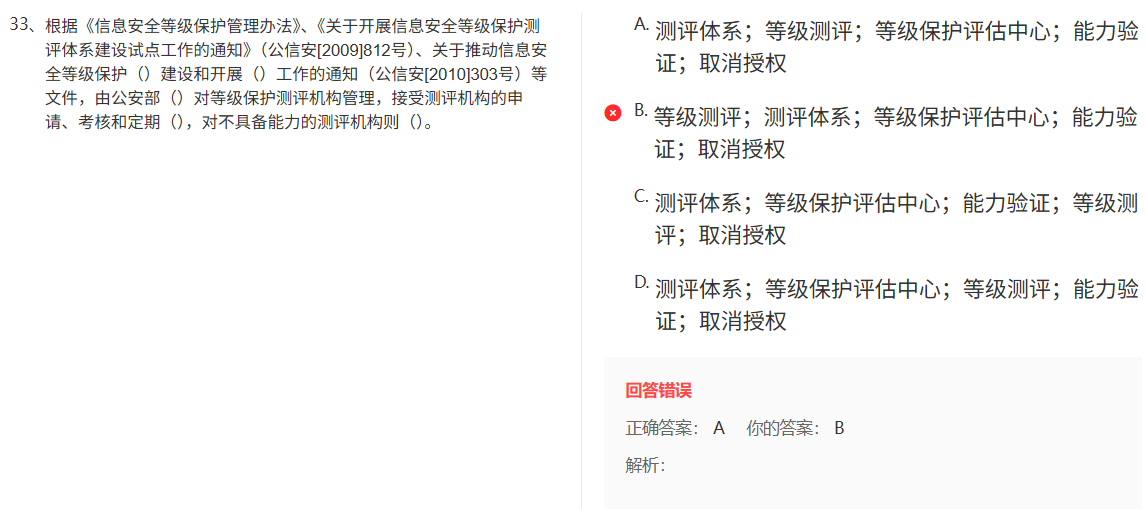 33、根据《信息安全等级保护管理办法》、《关于开展信息安全等级保护测
评体系建设试点工作的通知》（公信安[2009]812号）、关于推动信息安
全等级保护（）建设和开展（）工作的通知（公信安[2010]303号）等
文件，由公安部（）对等级保护测评机构管理，接受测评机构的申
请、考核和定期（），对不具备能力的测评机构则（）。
A. 测评体系；等级测评；等级保护评估中心；能力验
证；取消授权
B. 等级测评；测评体系；等级保护评估中心；能力验
证；取消授权
C. 测评体系；等级保护评估中心；能力验证；等级测
评；取消授权
D. 测评体系；等级保护评估中心；等级测评；能力验
证；取消授权
回答错误
正确答案： A 你的答案： B
解析：